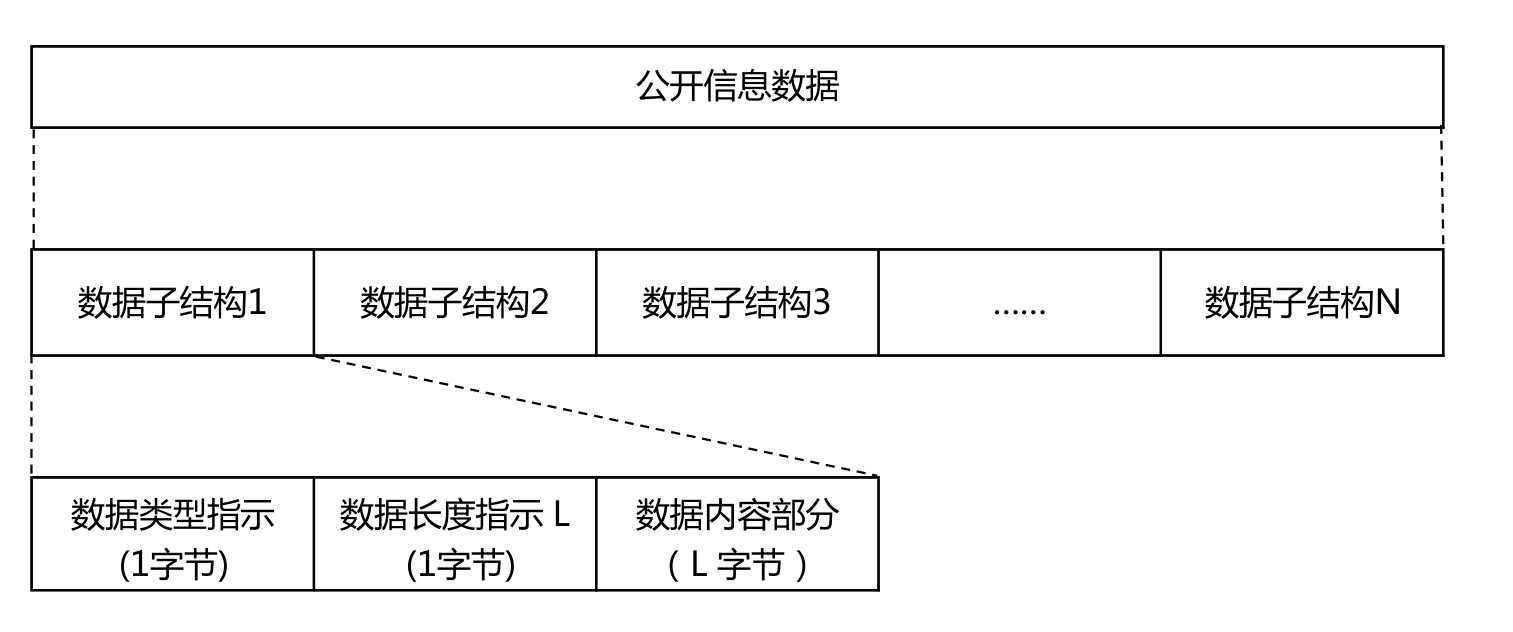 公开信息数据
数据子结构1
数据子结构2
数据子结构3
......
数据子结构N
数据类型指示
(1字节)
数据长度指示 L
(1字节)
数据内容部分
( L 字节 )